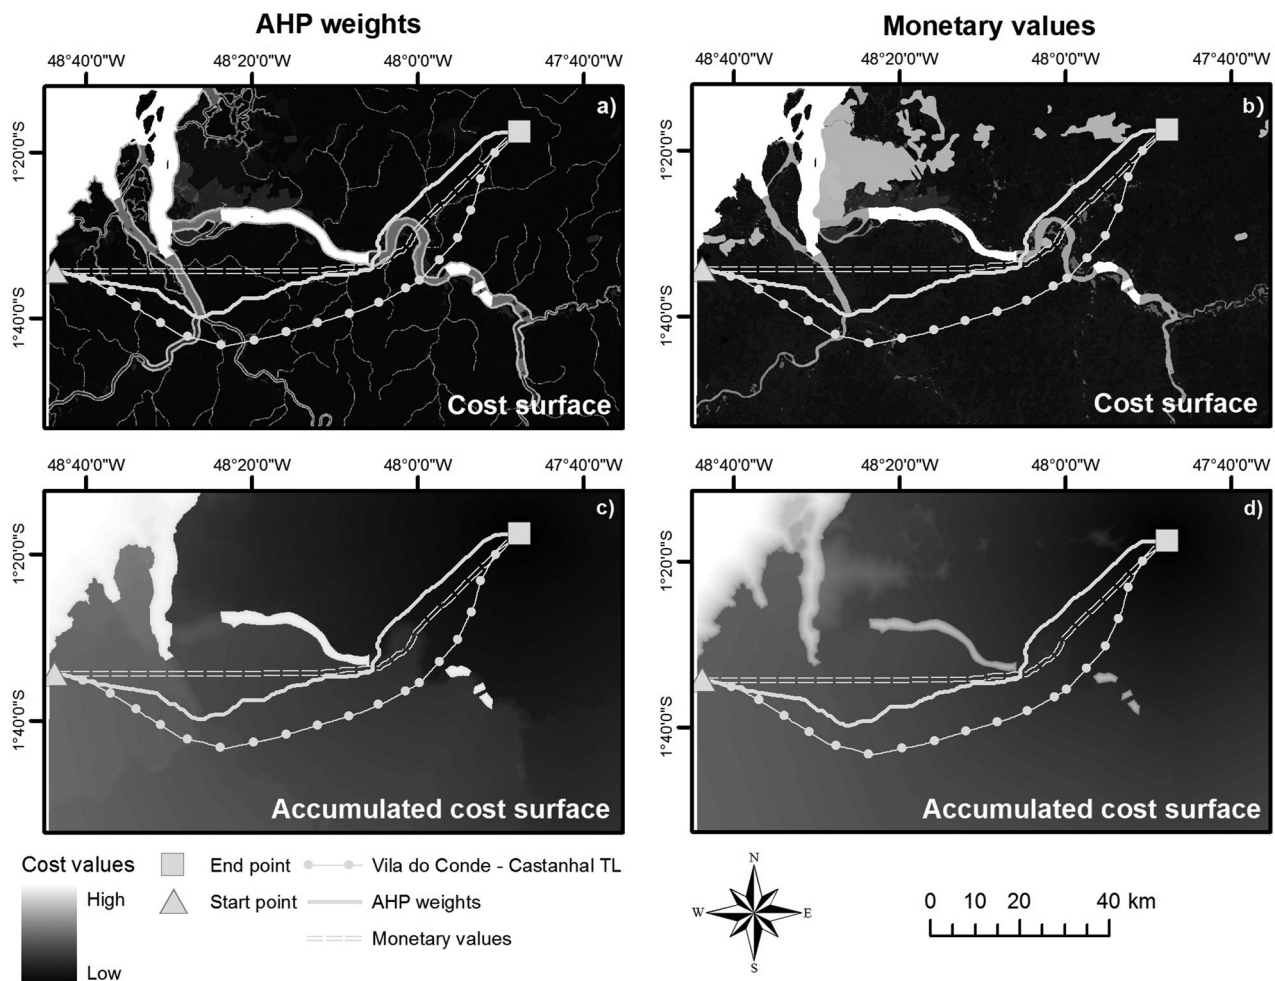 AHP weights
Monetary values
48°40'0"W 48°20'0"W 48°0'0"W 47°40'0"W
48°40'0"W 48°20'0"W 48°0'0"W 47°40'0"W
a)
b)
1°20'0"S
1°20'0"S
1°40'0"S
1°40'0"S
Cost surface
Cost surface
48°40'0"W 48°20'0"W 48°0'0"W 47°40'0"W
48°40'0"W 48°20'0"W 48°0'0"W 47°40'0"W
c)
d)
1°20'0"S
1°20'0"S
1°40'0"S
1°40'0"S
Accumulated cost surface
Accumulated cost surface
Cost values
High
Low
End point
Start point
Vila do Conde - Castanhal TL
AHP weights
Monetary values
N
W E
S
0 10 20 40 km